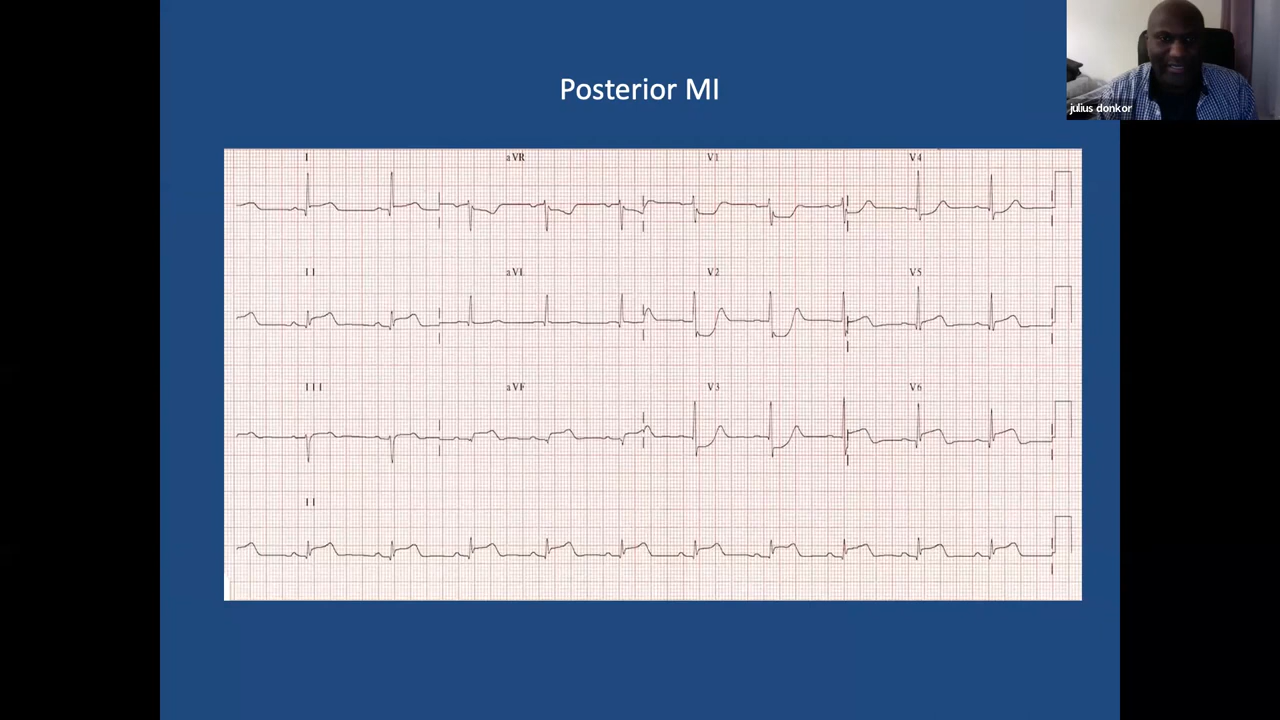 Posterior MI
julius donkor
I aVR V1 V4
II aVL V2 V5
III aVF V3 V6
II